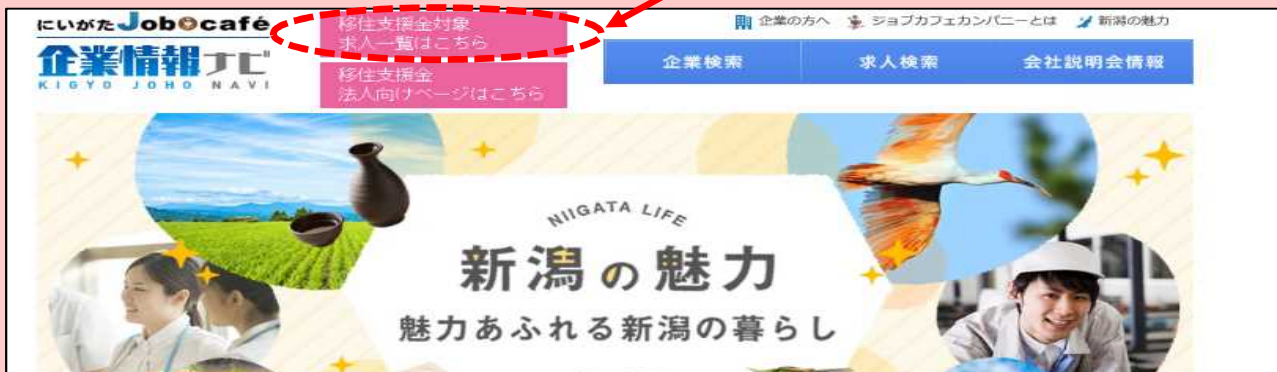 にいがたJobcafé
企業情報ナビ
KIGYO JOHO NAVI
移住支援金対象
求人一覧はこちら
移住支援金
法人向けページはこちら
企業の方へ ジョブカフェカンパニーとは 新潟の魅力
企業検索 求人検索 会社説明会情報
NIIGATA LIFE
新潟の魅力
魅力あふれる新潟の暮らし